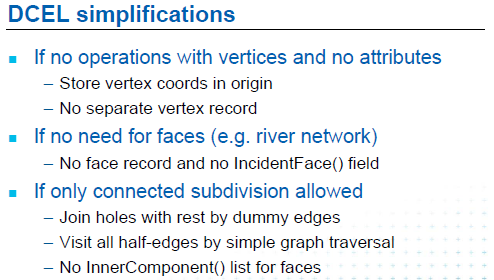 DCEL simplifications
If no operations with vertices and no attributes
– Store vertex coords in origin
– No separate vertex record
If no need for faces (e.g. river network)
– No face record and no IncidentFace() field
If only connected subdivision allowed
– Join holes with rest by dummy edges
– Visit all half-edges by simple graph traversal
– No InnerComponent() list for faces